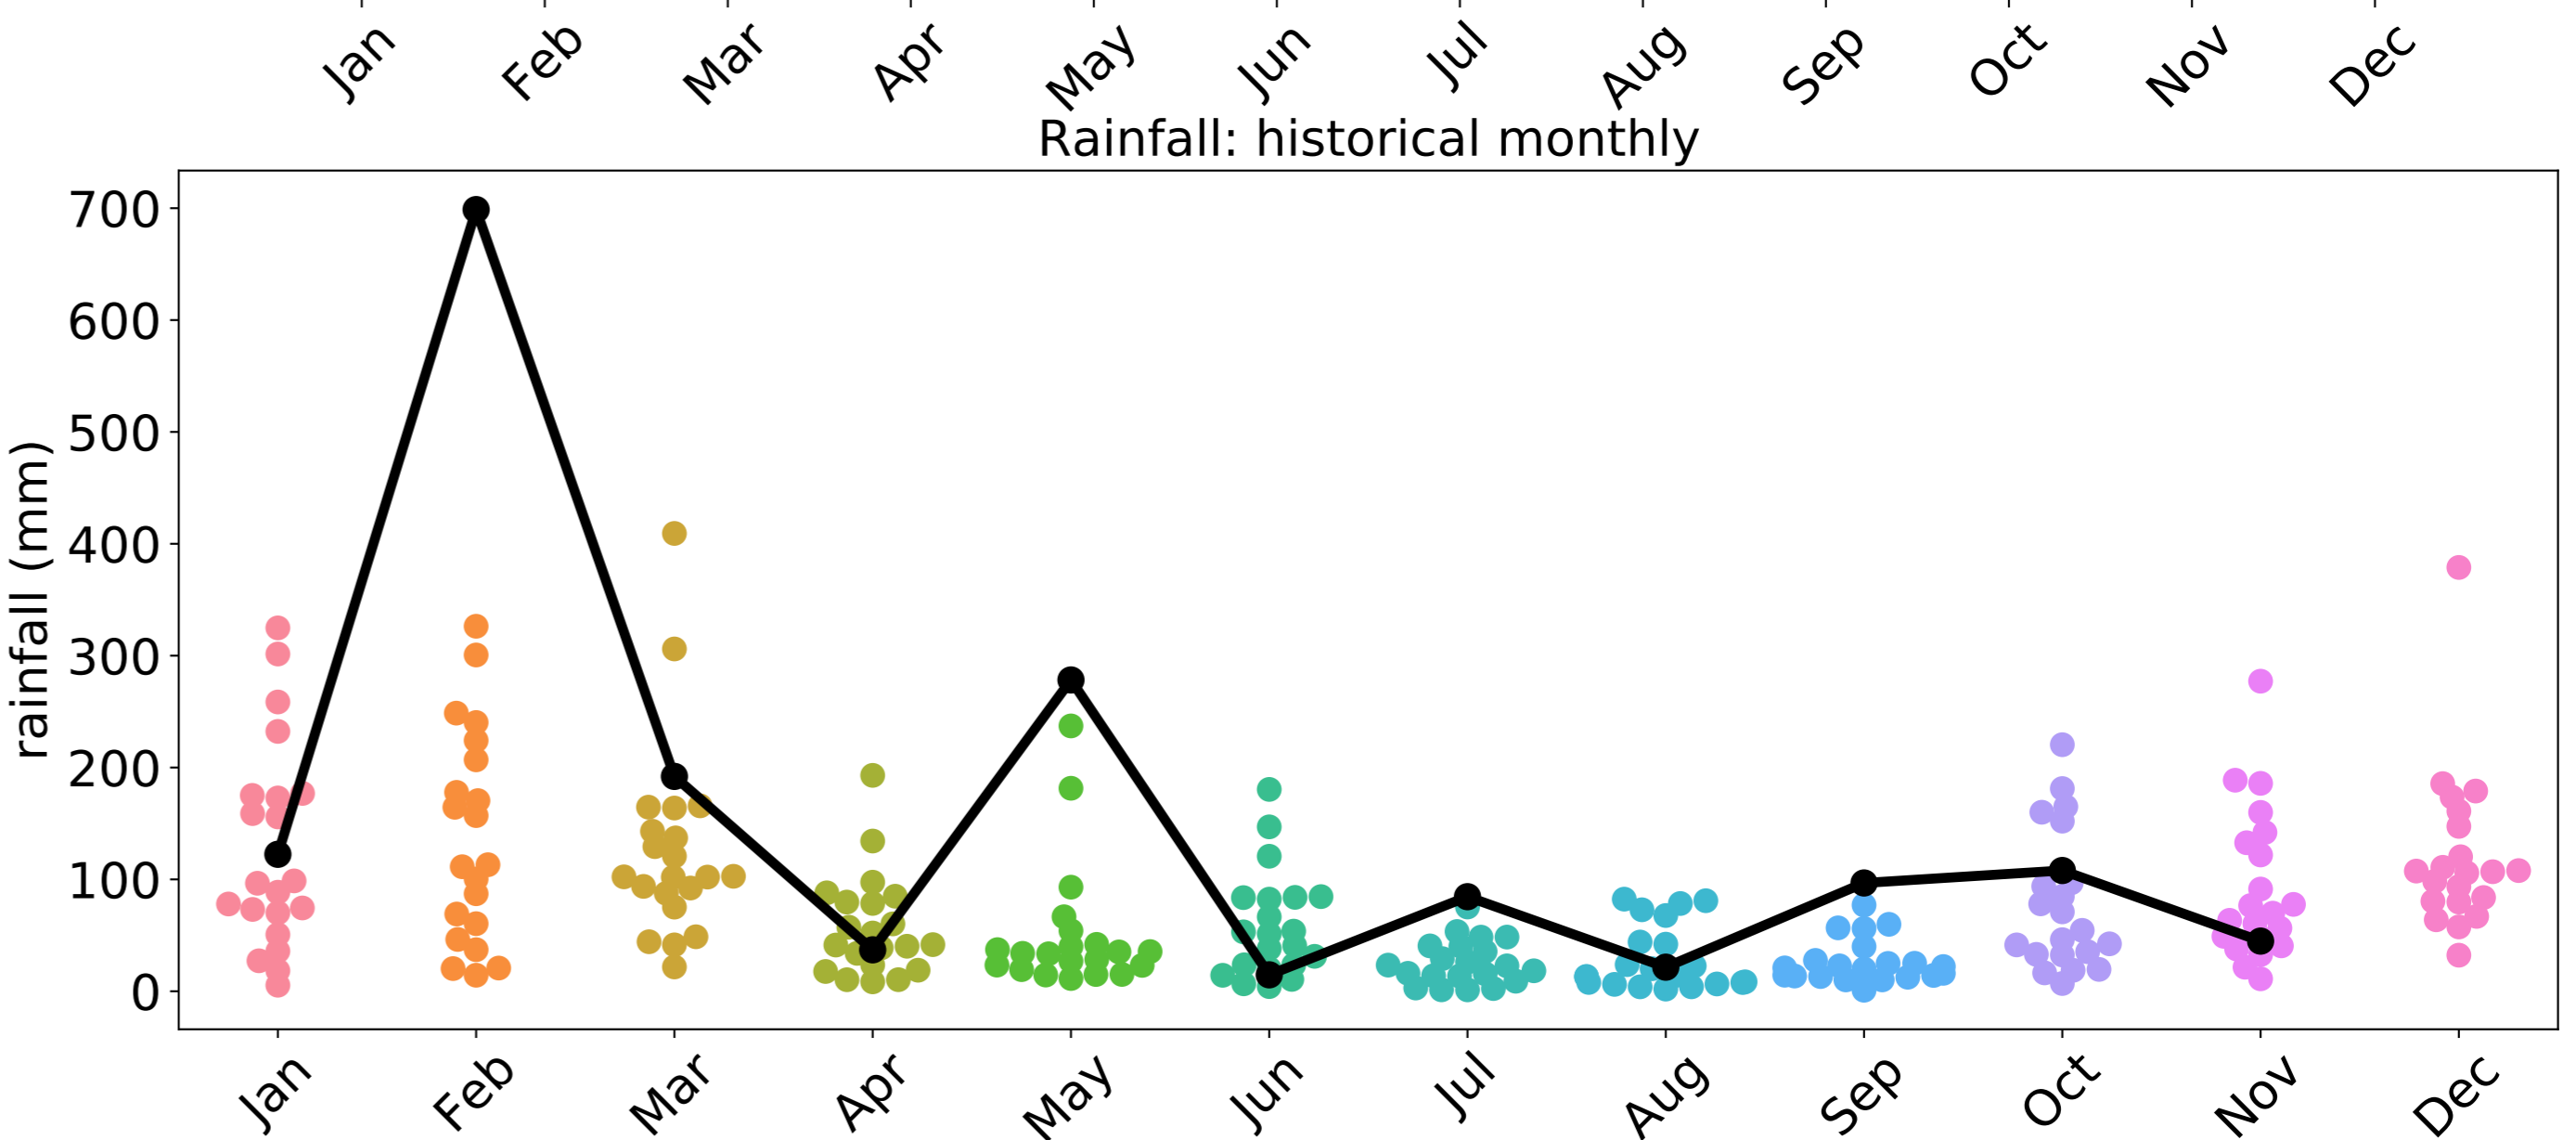 Jan Feb Mar Apr May Jun Jul Aug Sep Oct Nov Dec
Rainfall: historical monthly
rainfall (mm)
700
600
500
400
300
200
100
0
Jan Feb Mar Apr May Jun Jul Aug Sep Oct Nov Dec